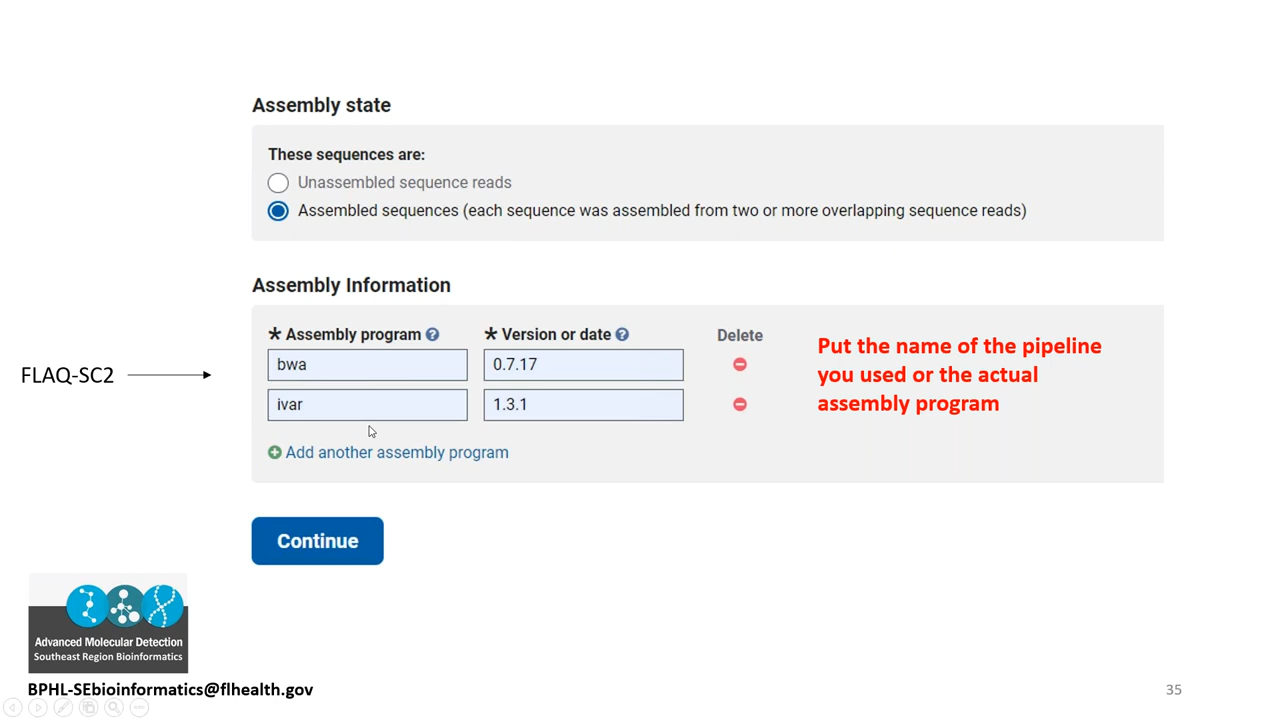 Assembly state
These sequences are:
Unassembled sequence reads
Assembled sequences (each sequence was assembled from two or more overlapping sequence reads)
Assembly Information
* Assembly program ? * Version or date ? Delete
bwa 0.7.17
ivar 1.3.1
Add another assembly program
Put the name of the pipeline
you used or the actual
assembly program
FLAQ-SC2
Continue
Advanced Molecular Detection
Southeast Region Bioinformatics
BPHL-SEbioinformatics@flhealth.gov
35